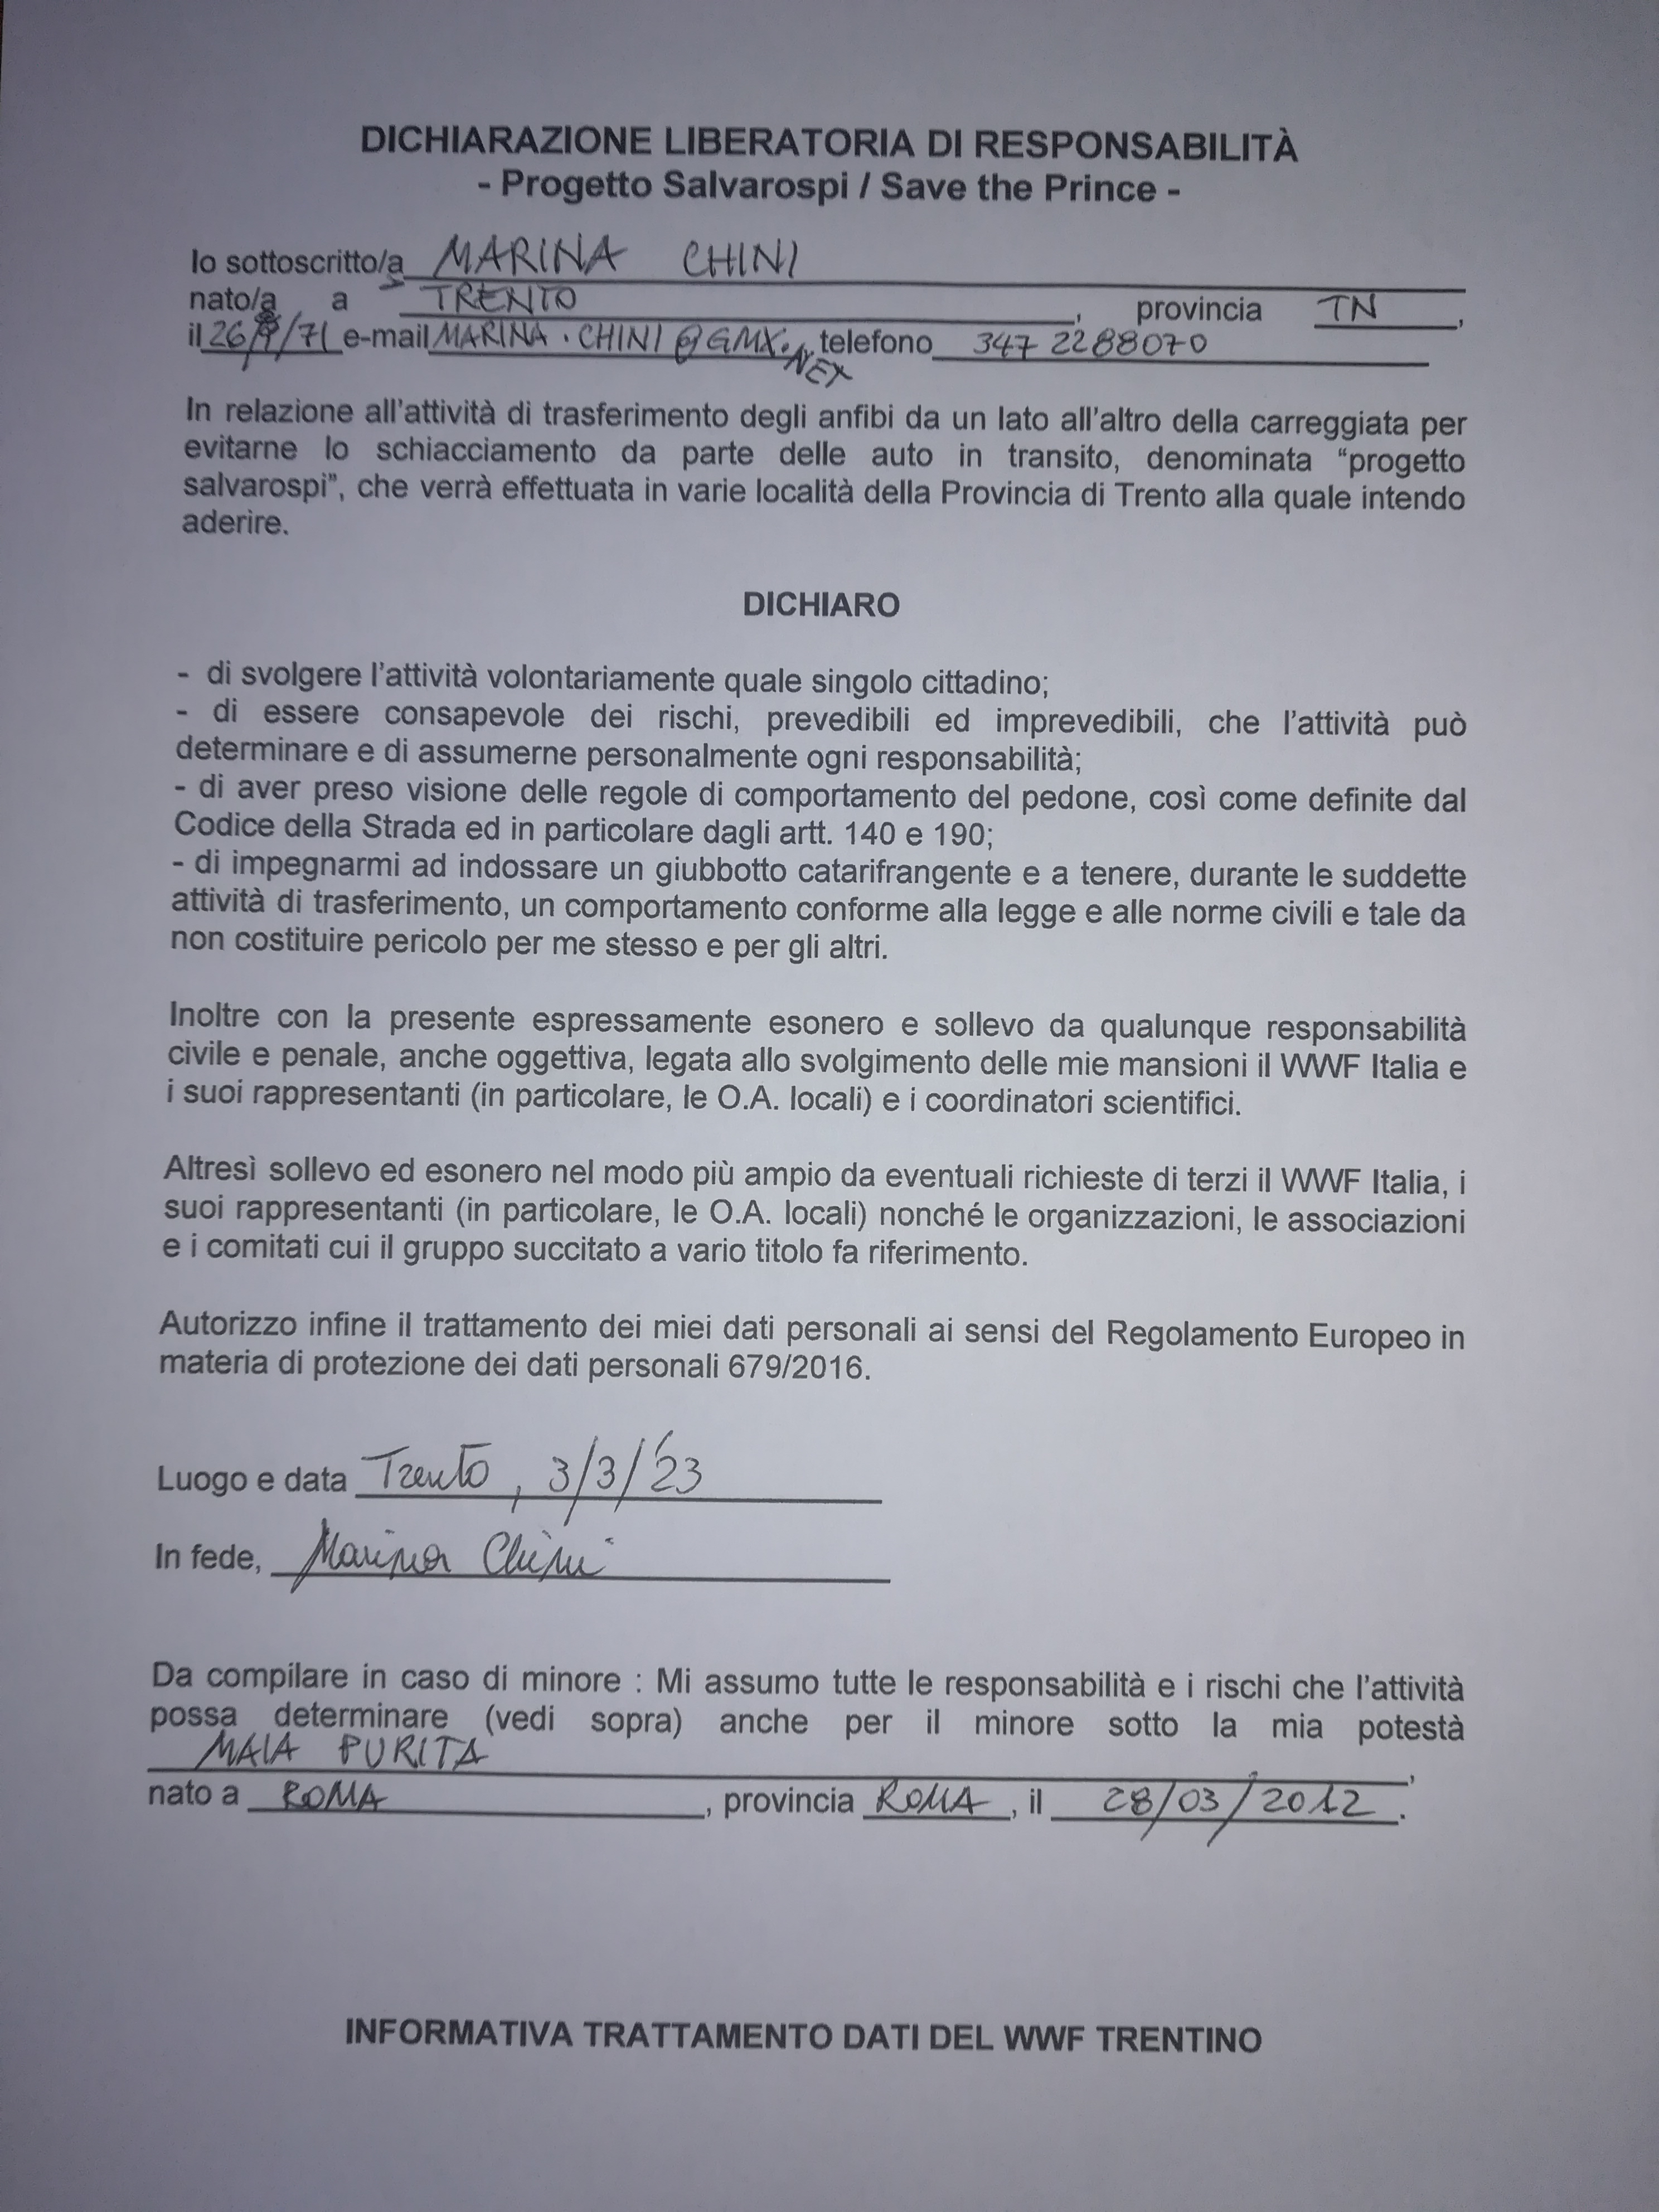 DICHIARAZIONE LIBERATORIA DI RESPONSABILITÀ
- Progetto Salvarospi / Save the Prince -
Io sottoscritto/a MARINA CHINI
nato/a a TRENTO, provincia TN,
il 26/ /71 e-mail MARINA.CHINI@GMX.NET telefono 347 2288070
In relazione all'attività di trasferimento degli anfibi da un lato all'altro della carreggiata per
evitarne lo schiacciamento da parte delle auto in transito, denominata “progetto
salvarospi”, che verrà effettuata in varie località della Provincia di Trento alla quale intendo
aderire.
DICHIARO
- di svolgere l'attività volontariamente quale singolo cittadino;
- di essere consapevole dei rischi, prevedibili ed imprevedibili, che l'attività può
determinare e di assumerne personalmente ogni responsabilità;
- di aver preso visione delle regole di comportamento del pedone, così come definite dal
Codice della Strada ed in particolare dagli artt. 140 e 190;
- di impegnarmi ad indossare un giubbotto catarifrangente e a tenere, durante le suddette
attività di trasferimento, un comportamento conforme alla legge e alle norme civili e tale da
non costituire pericolo per me stesso e per gli altri.
Inoltre con la presente espressamente esonero e sollevo da qualunque responsabilità
civile e penale, anche oggettiva, legata allo svolgimento delle mie mansioni il WWF Italia e
i suoi rappresentanti (in particolare, le O.A. locali) e i coordinatori scientifici.
Altresì sollevo ed esonero nel modo più ampio da eventuali richieste di terzi il WWF Italia, i
suoi rappresentanti (in particolare, le O.A. locali) nonché le organizzazioni, le associazioni
e i comitati cui il gruppo succitato a vario titolo fa riferimento.
Autorizzo infine il trattamento dei miei dati personali ai sensi del Regolamento Europeo in
materia di protezione dei dati personali 679/2016.
Luogo e data Trento, 3/3/'23
In fede, Marina Chini
Da compilare in caso di minore : Mi assumo tutte le responsabilità e i rischi che l'attività
possa determinare (vedi sopra) anche per il minore sotto la mia potestà
MAIA PURITA,
nato a ROMA, provincia ROMA, il 28/03/2012.
INFORMATIVA TRATTAMENTO DATI DEL WWF TRENTINO